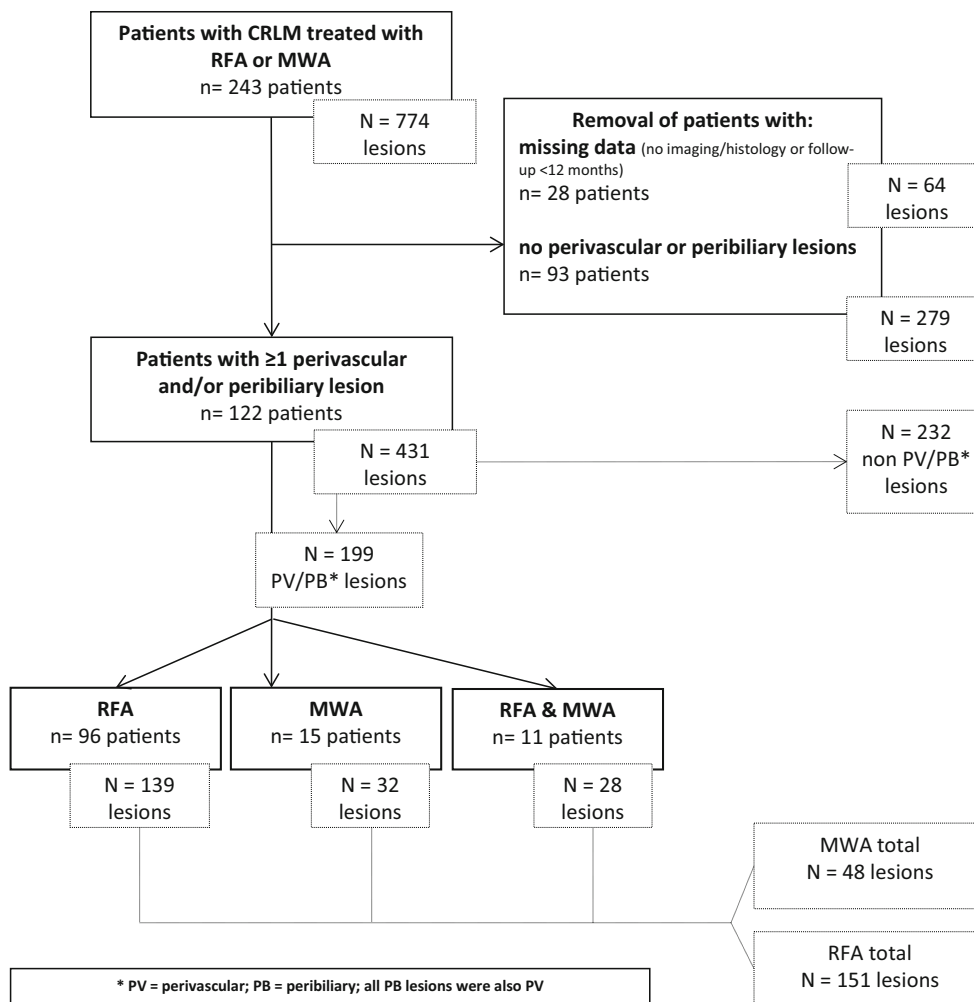 Patients with CRLM treated with
RFA or MWA
n= 243 patients
N = 774
lesions
Removal of patients with:
missing data (no imaging/histology or follow-
up <12 months)
n= 28 patients
N = 64
lesions
no perivascular or peribiliary lesions
n= 93 patients
N = 279
lesions
Patients with ≥1 perivascular
and/or peribiliary lesion
n= 122 patients
N = 431
lesions
N = 232
non PV/PB*
lesions
N = 199
PV/PB* lesions
RFA
n= 96 patients
N = 139
lesions
MWA
n= 15 patients
N = 32
lesions
RFA & MWA
n= 11 patients
N = 28
lesions
MWA total
N = 48 lesions
RFA total
N = 151 lesions
* PV = perivascular; PB = peribiliary; all PB lesions were also PV